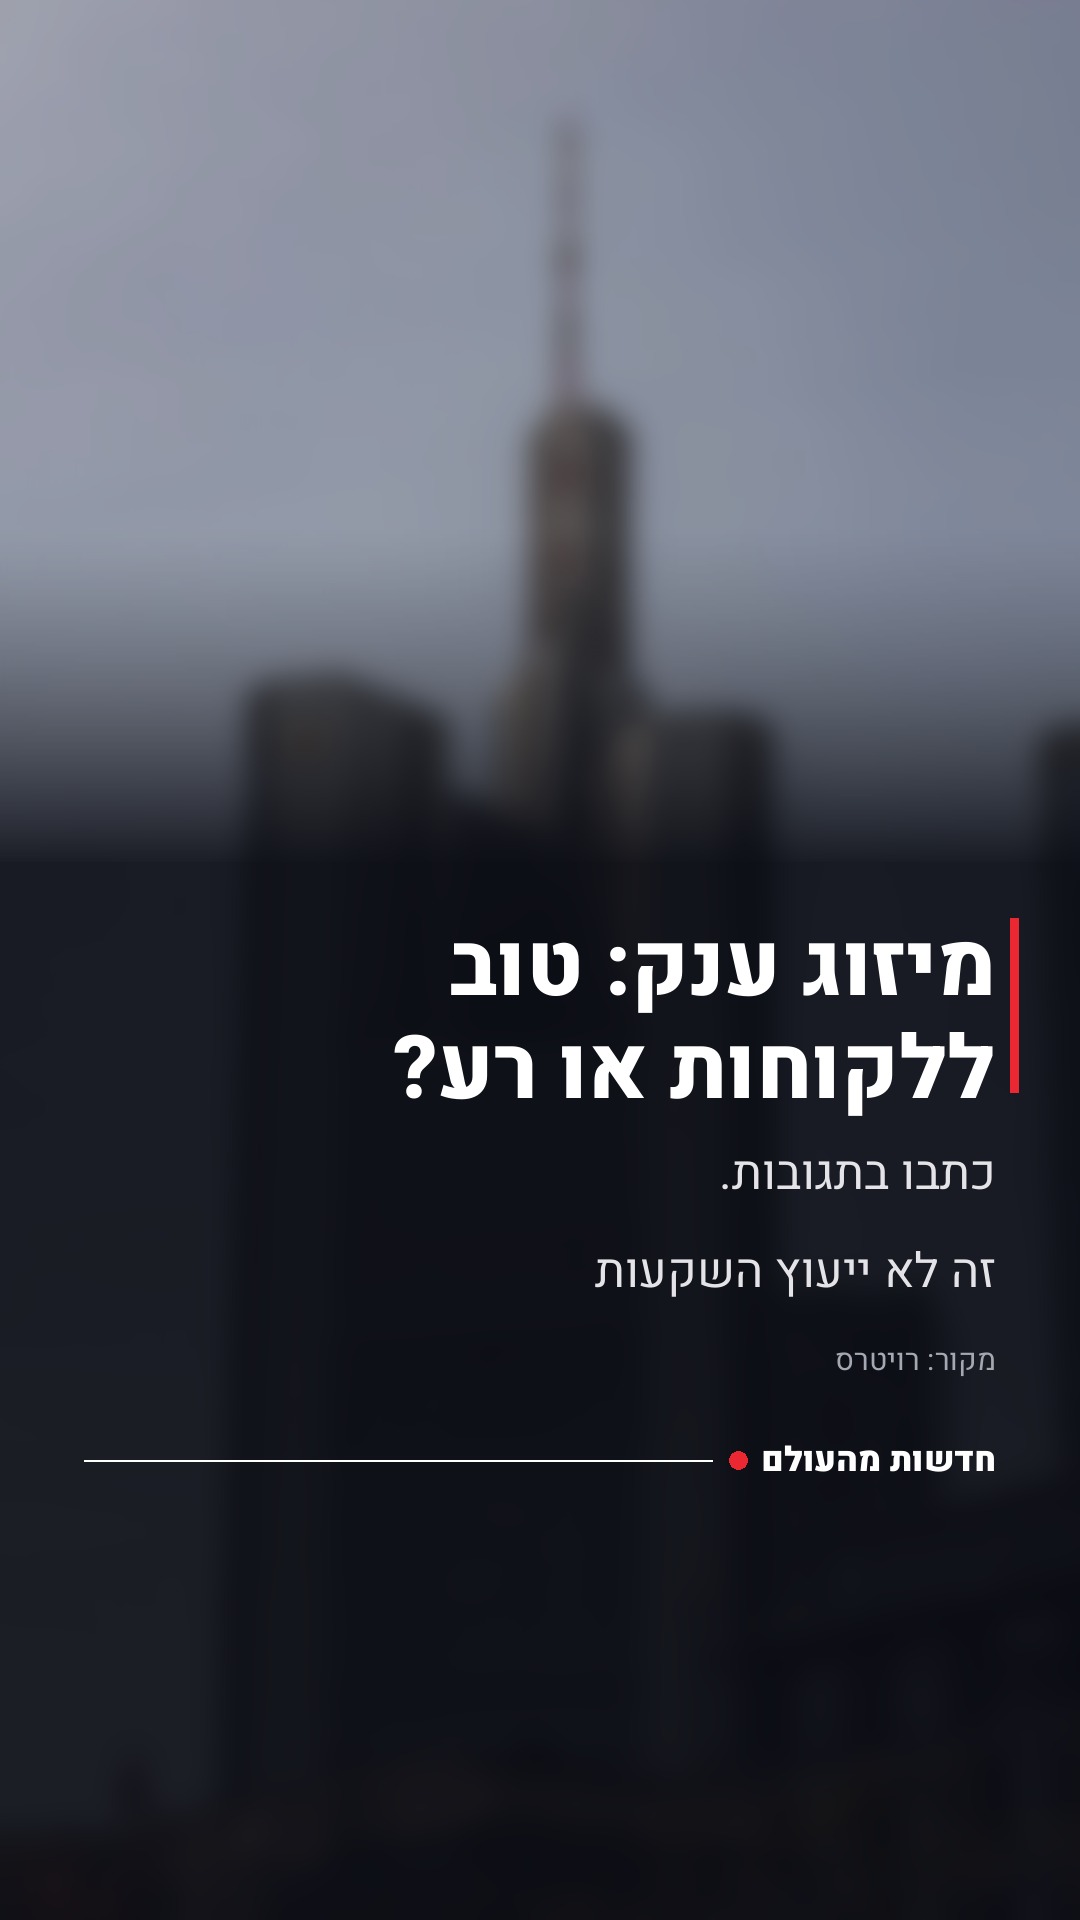 מיזוג ענק: טוב
ללקוחות או רע?
כתבו בתגובות.
זה לא ייעוץ השקעות
מקור: רויטרס
חדשות מהעולם